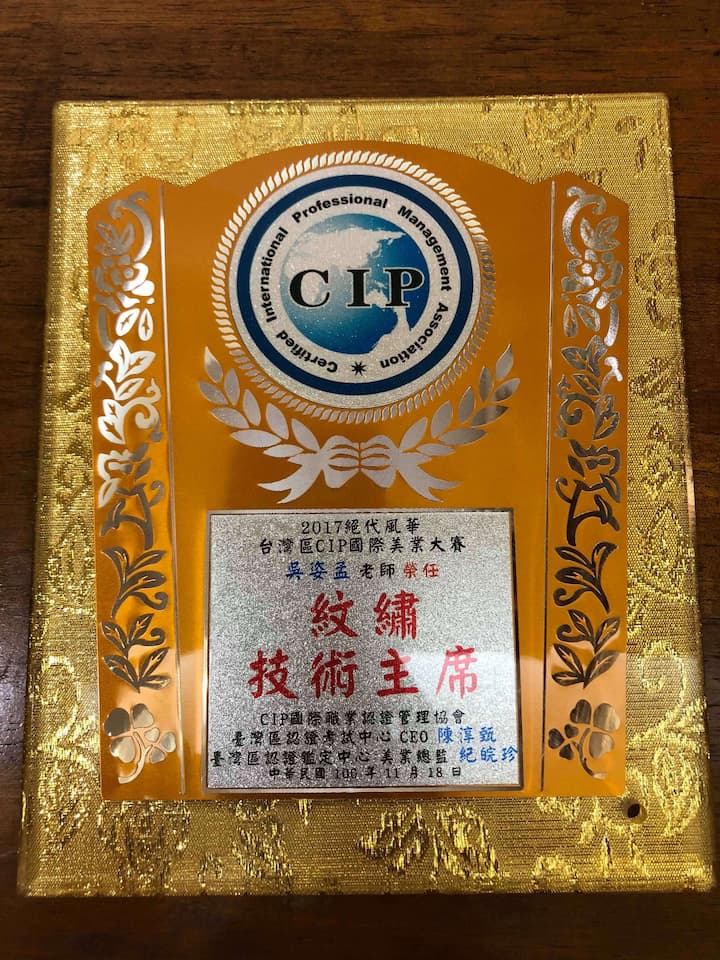 Certified International Professional Management Association
CIP
2017絕代風華
台灣區CIP國際美業大賽
吳姿孟 老師 榮任
紋繡
技術主席
CIP國際職業認證管理協會
臺灣區認證考試中心 CEO 陳淳甄
臺灣區認證鑑定中心 美業總監 紀皖珍
中華民國 106 年 11 月 18 日